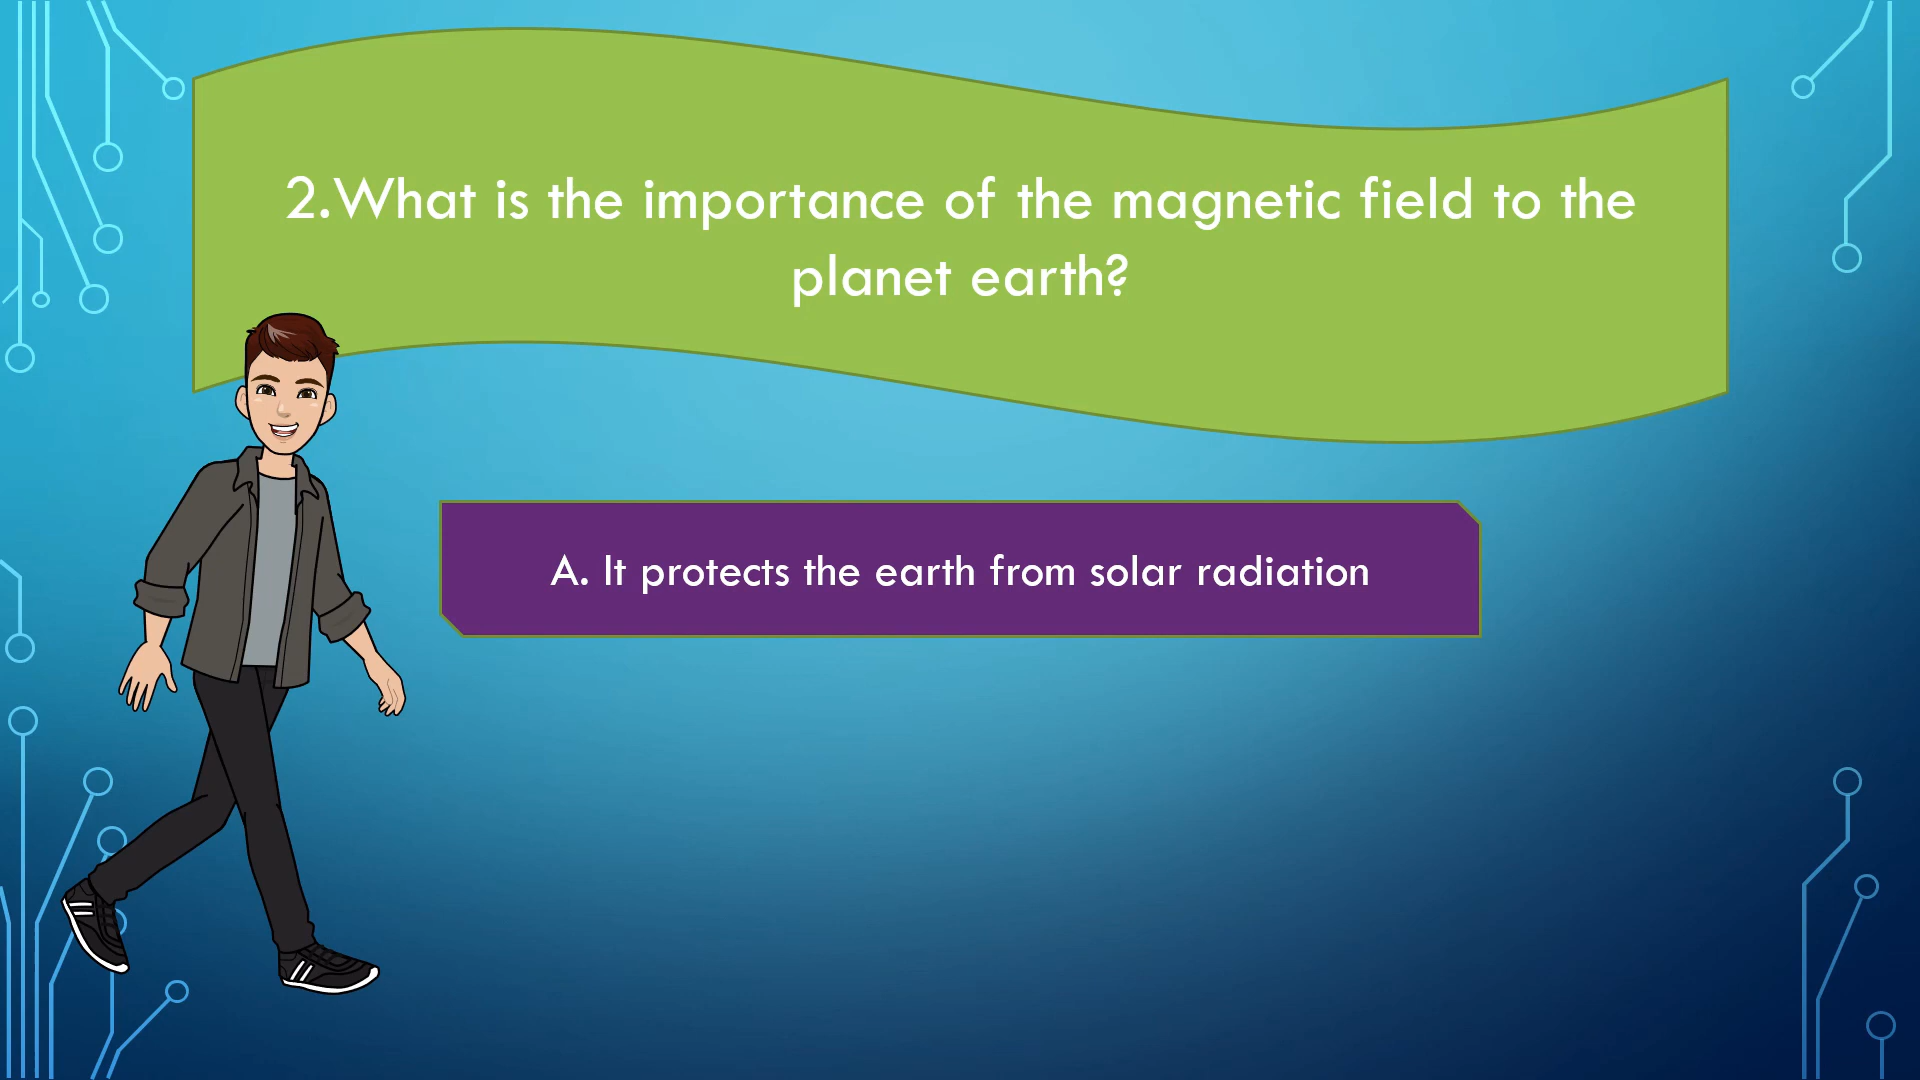 2.What is the importance of the magnetic field to the
planet earth?
A. It protects the earth from solar radiation